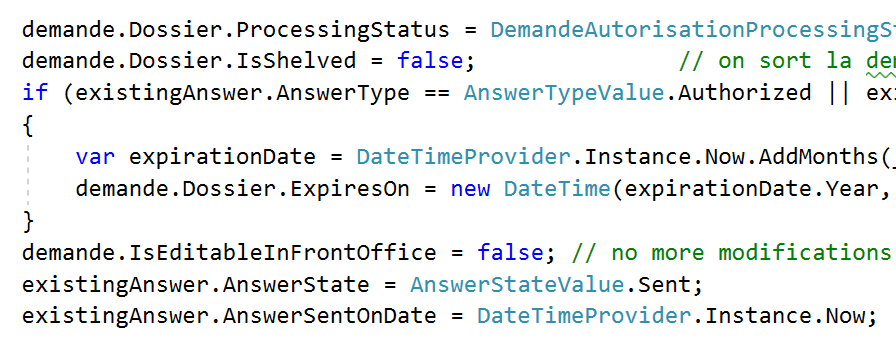 demande.Dossier.ProcessingStatus = DemandeAutorisationProcessingS
demande.Dossier.IsShelved = false; // on sort la
if (existingAnswer.AnswerType == AnswerTypeValue.Authorized ||
{
var expirationDate = DateTimeProvider.Instance.Now.AddMonths(
demande.Dossier.ExpiresOn = new DateTime(expirationDate.Year,
}
demande.IsEditableInFrontOffice = false; // no more modifications
existingAnswer.AnswerState = AnswerStateValue.Sent;
existingAnswer.AnswerSentOnDate = DateTimeProvider.Instance.Now;